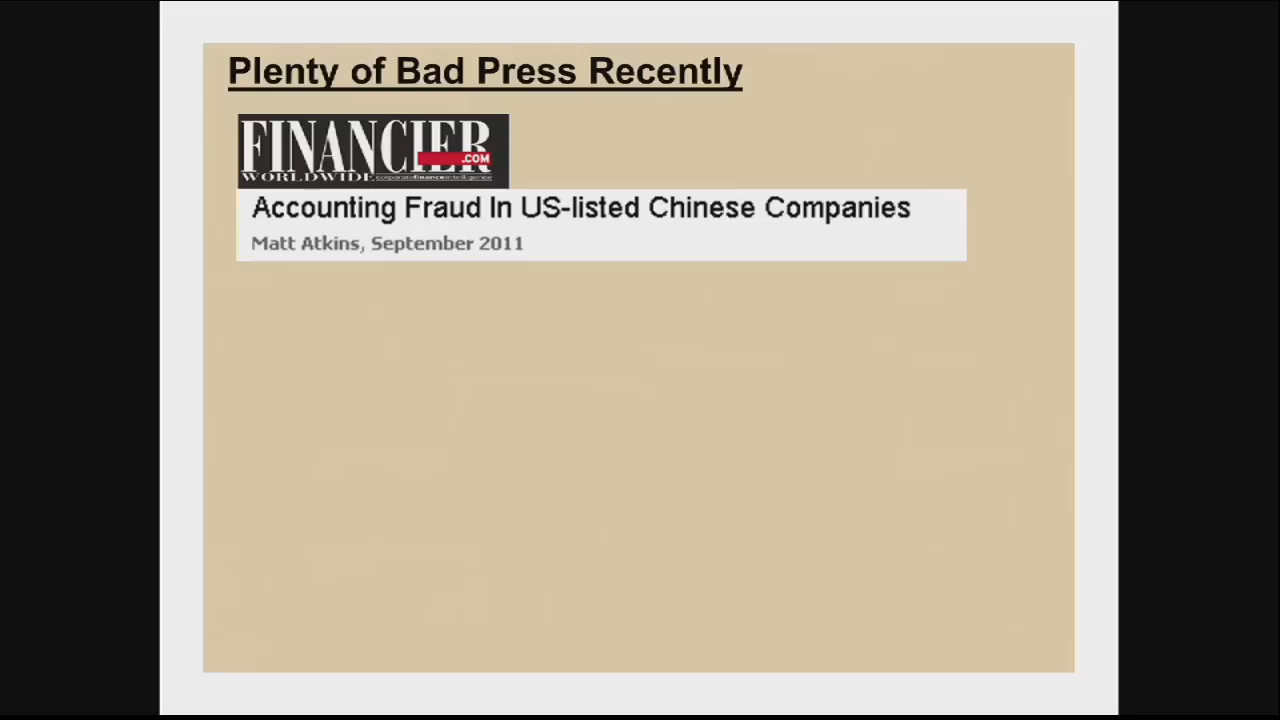 Plenty of Bad Press Recently
FINANCIER
.COM
WORLDWIDE corporatefinanceintelligence
Accounting Fraud In US-listed Chinese Companies
Matt Atkins, September 2011